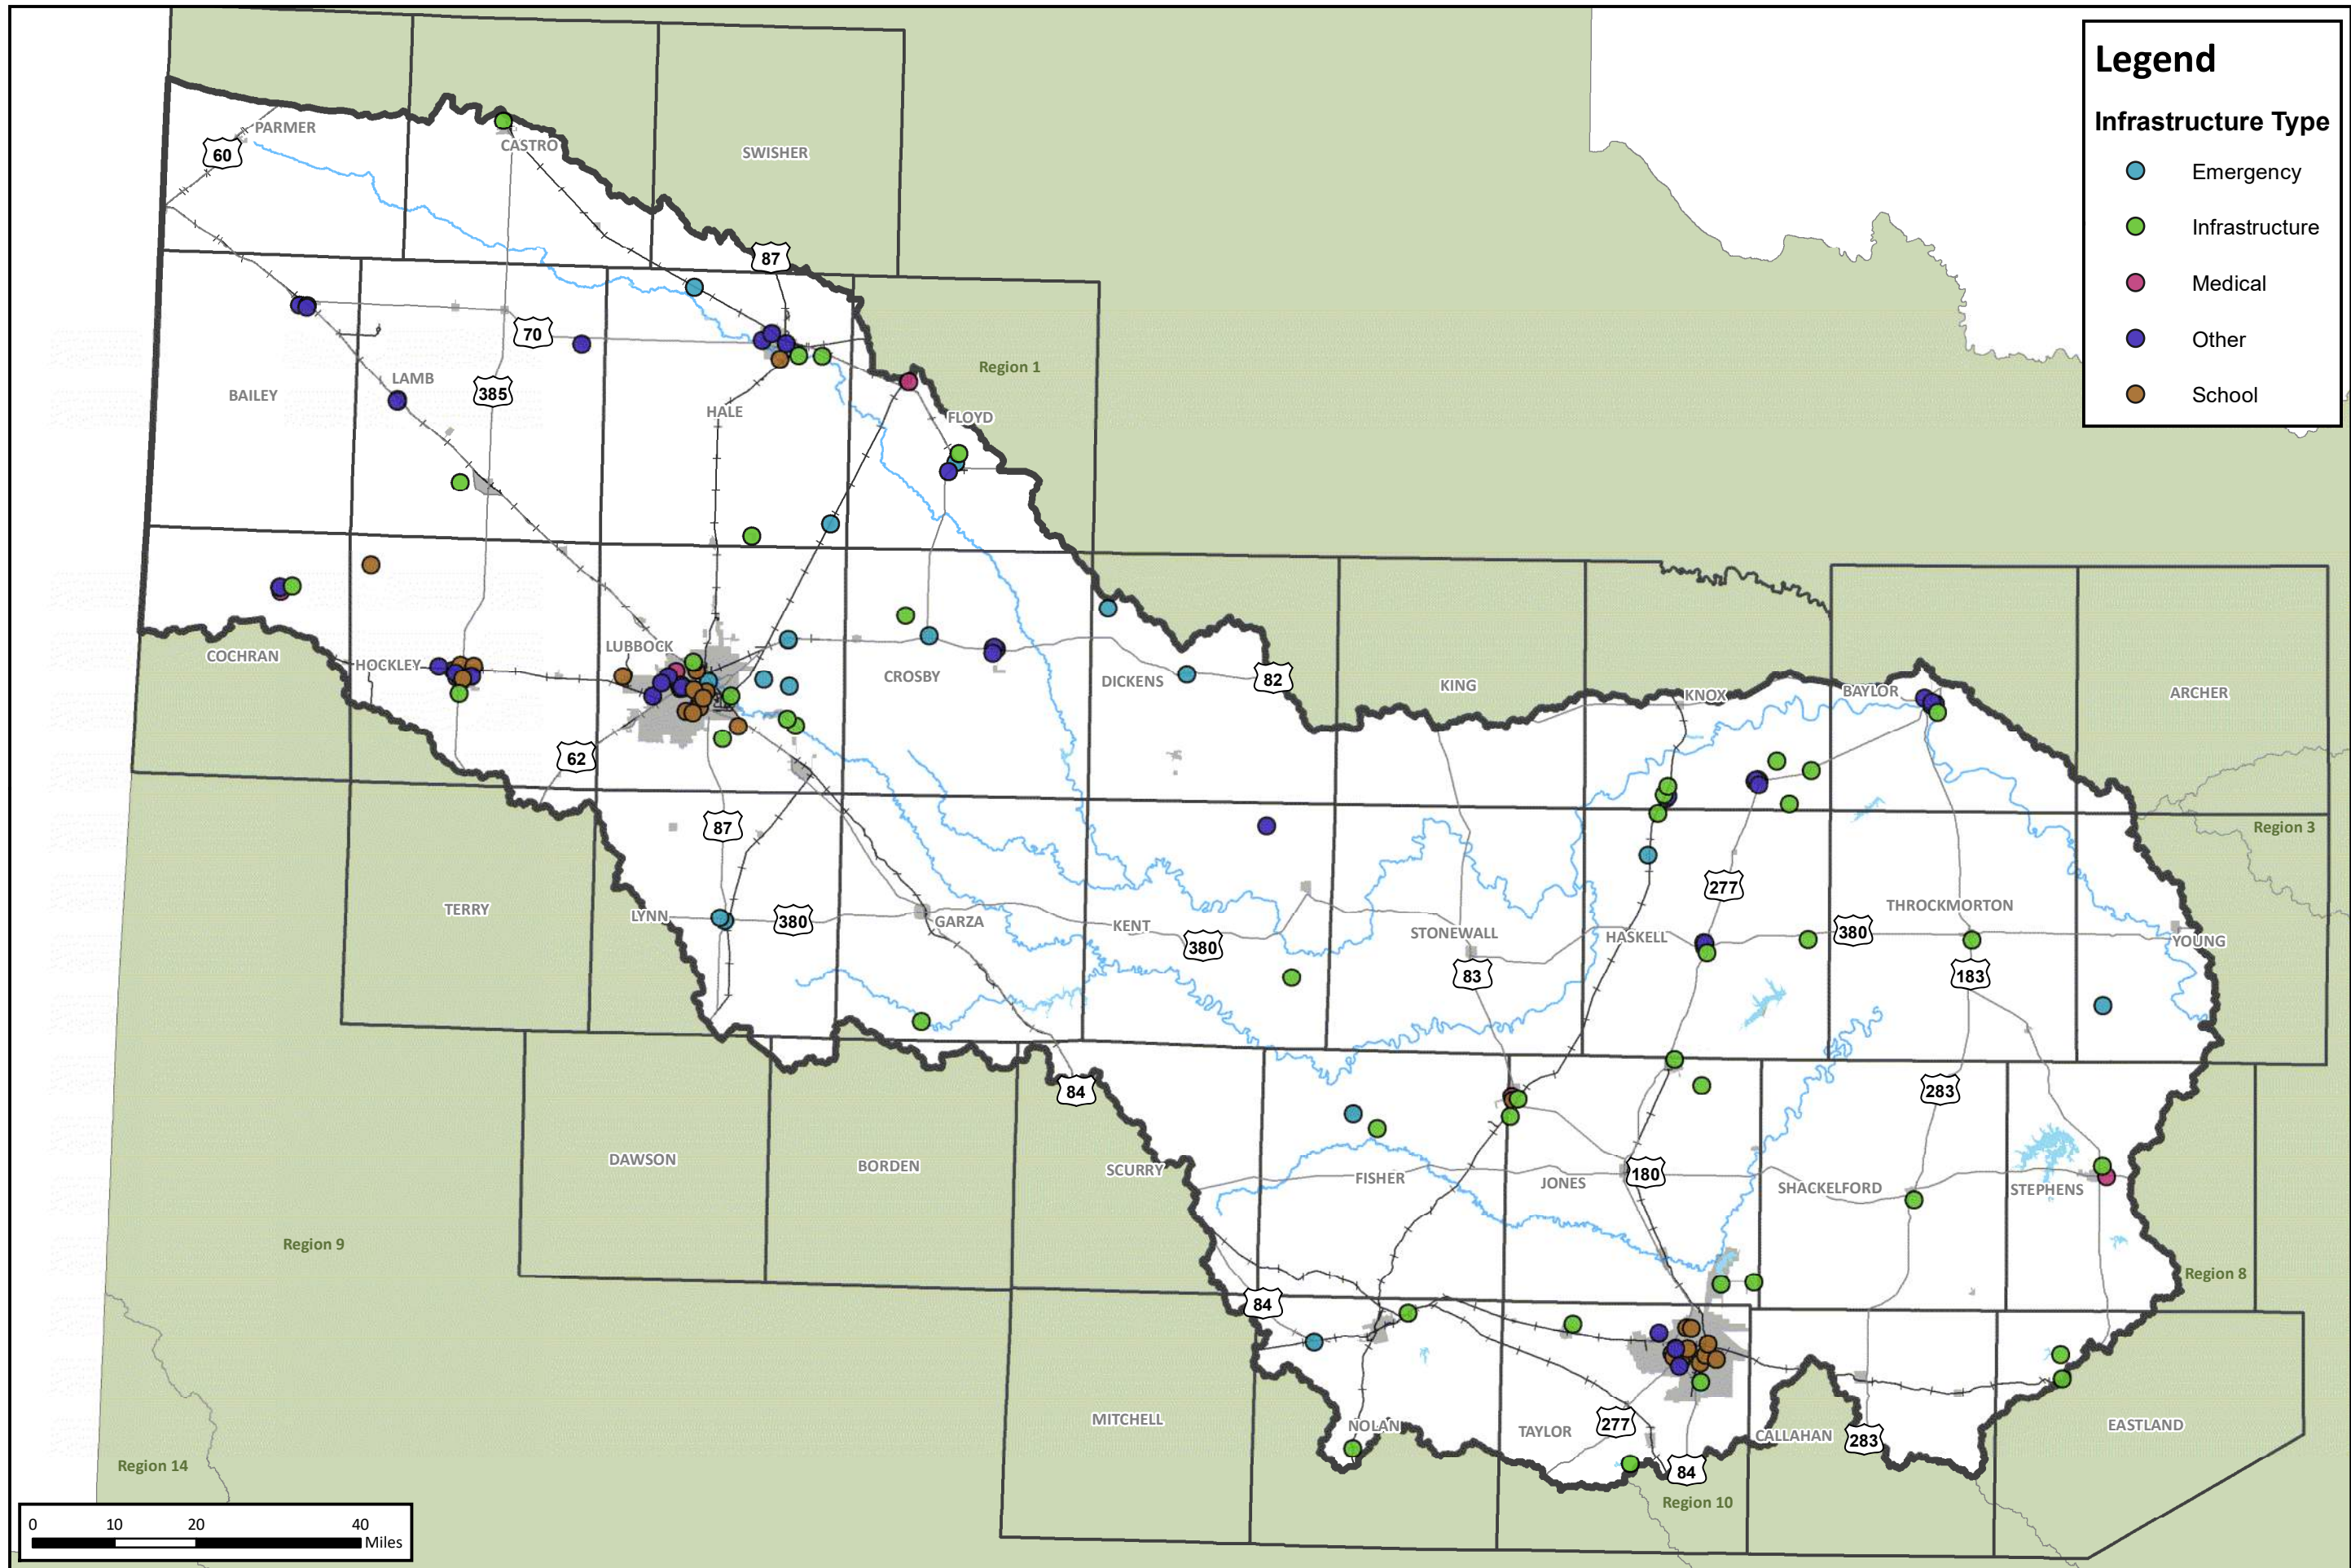 Legend
Infrastructure Type
Emergency
Infrastructure
Medical
Other
School
PARMER
60
CASTRO
SWISHER
87
70
BAILEY
LAMB
385
HALE
FLOYD
Region 1
COCHRAN
HOCKLEY
LUBBOCK
CROSBY
DICKENS
82
KING
KNOX
BAYLOR
ARCHER
62
87
Region 3
277
TERRY
LYNN
380
GARZA
KENT
380
STONEWALL
83
HASKELL
THROCKMORTON
380
183
YOUNG
84
283
DAWSON
BORDEN
SCURRY
FISHER
JONES
180
SHACKELFORD
STEPHENS
Region 9
Region 8
84
MITCHELL
NOLAN
TAYLOR
277
CALLAHAN
283
EASTLAND
Region 14
84
Region 10
0 10 20 40
Miles